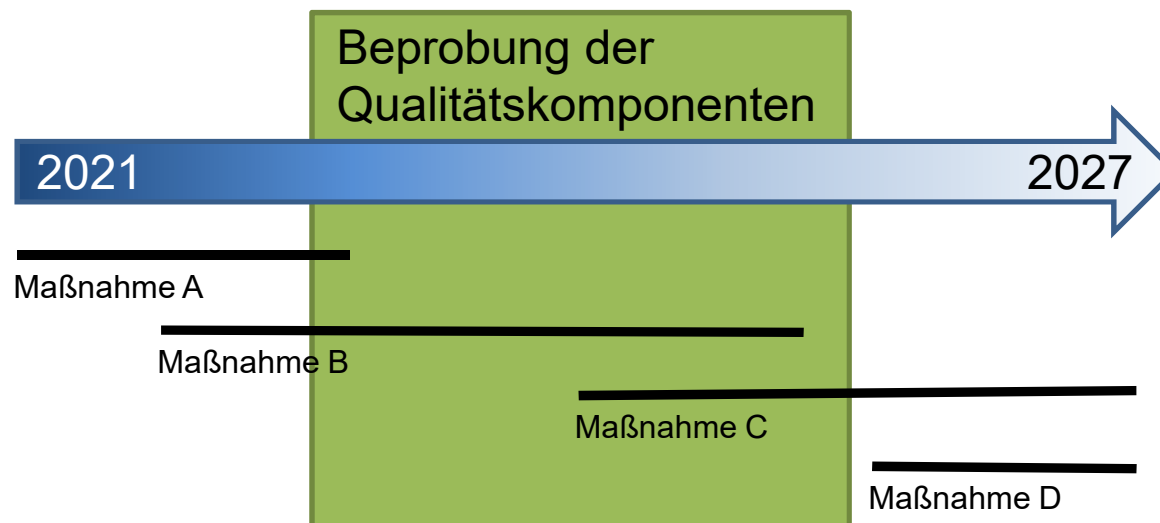 Beprobung der
Qualitätskomponenten
2021
2027
Maßnahme A
Maßnahme B
Maßnahme C
Maßnahme D